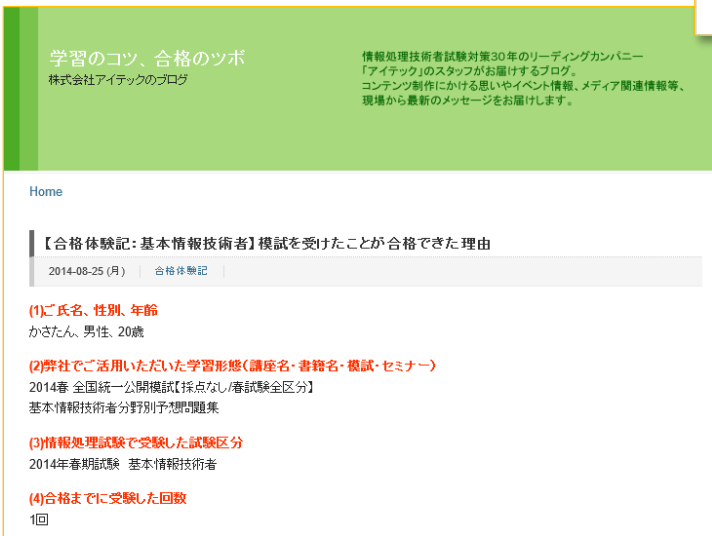 学習のコツ、合格のツボ
株式会社アイテックのブログ
情報処理技術者試験対策30年のリーディングカンパニー
「アイテック」のスタッフがお届けするブログ。
コンテンツ制作にかける思いやイベント情報、メディア関連情報等、
現場から最新のメッセージをお届けします。
Home
【合格体験記：基本情報技術者】模試を受けたことが合格できた理由
2014-08-25 (月) 合格体験記
(1)ご氏名、性別、年齢
かさたん、男性、20歳
(2)弊社でご活用いただいた学習形態（講座名・書籍名・模試・セミナー）
2014春 全国統一公開模試【採点なし/春試験全区分】
基本情報技術者分野別予想問題集
(3)情報処理試験で受験した試験区分
2014年春期試験　基本情報技術者
(4)合格までに受験した回数
1回